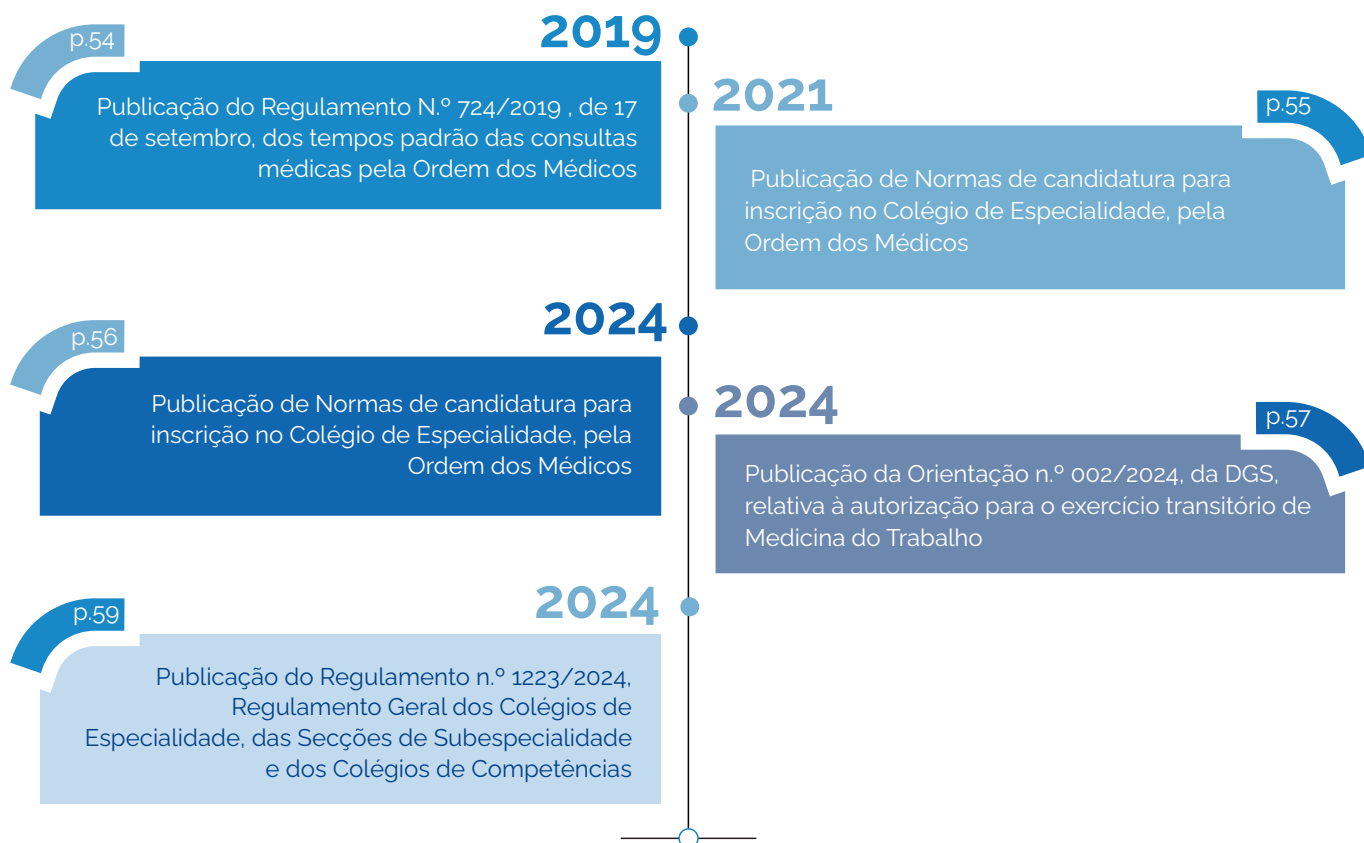 2019
p.54
Publicação do Regulamento N.º 724/2019 , de 17
de setembro, dos tempos padrão das consultas
médicas pela Ordem dos Médicos
2021
p.55
Publicação de Normas de candidatura para
inscrição no Colégio de Especialidade, pela
Ordem dos Médicos
2024
p.56
Publicação de Normas de candidatura para
inscrição no Colégio de Especialidade, pela
Ordem dos Médicos
2024
p.57
Publicação da Orientação n.º 002/2024, da DGS,
relativa à autorização para o exercício transitório de
Medicina do Trabalho
2024
p.59
Publicação do Regulamento n.º 1223/2024,
Regulamento Geral dos Colégios de
Especialidade, das Secções de Subespecialidade
e dos Colégios de Competências